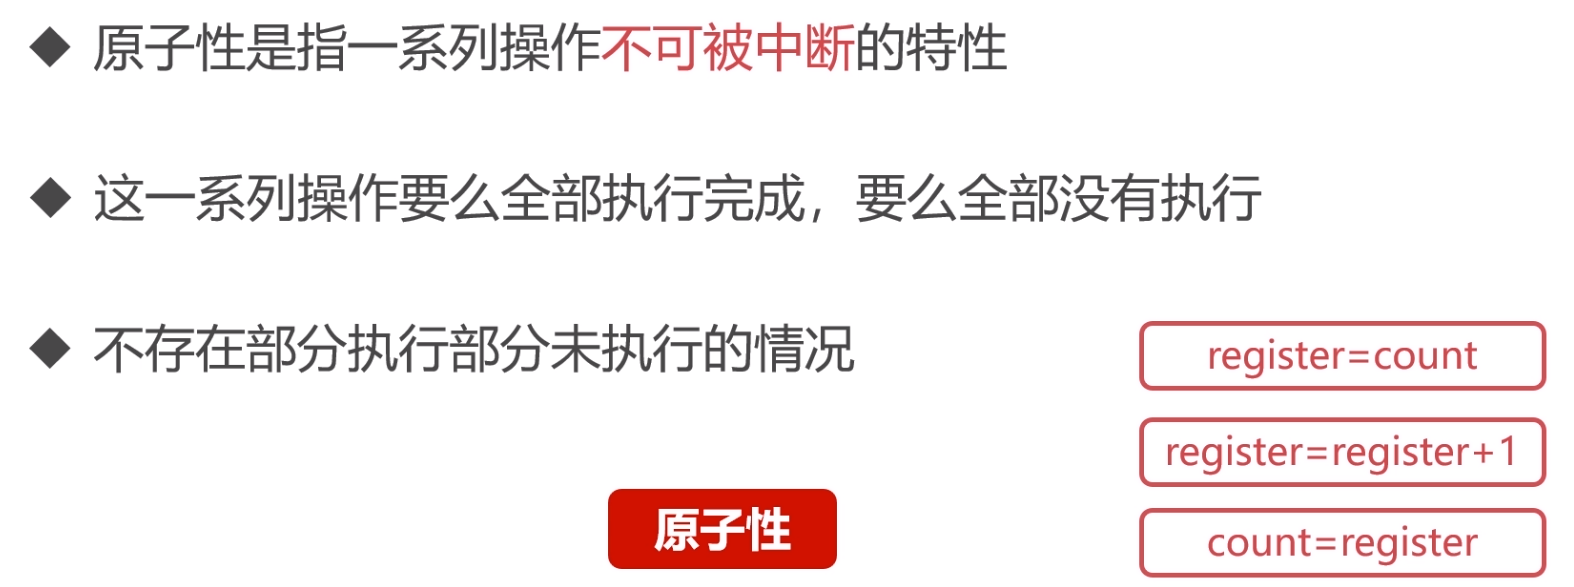 ◆ 原子性是指一系列操作不可被中断的特性
◆ 这一系列操作要么全部执行完成，要么全部没有执行
◆ 不存在部分执行部分未执行的情况
register=count
register=register+1
count=register
原子性